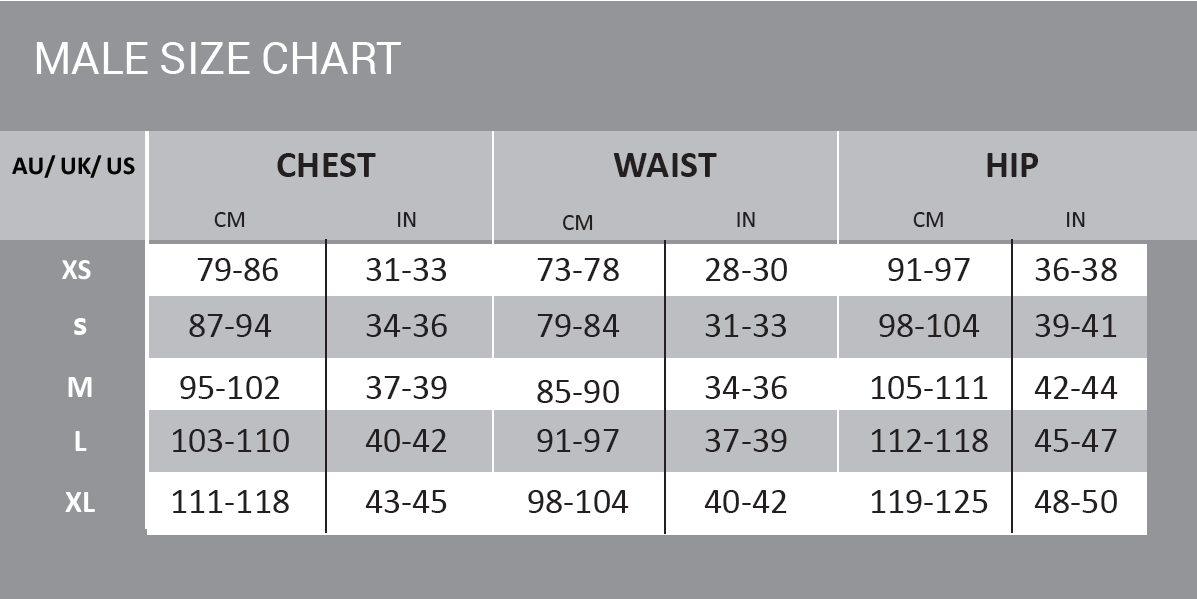 MALE SIZE CHART
AU/ UK/ US CHEST WAIST HIP
CM IN CM IN CM IN
XS 79-86 31-33 73-78 28-30 91-97 36-38
S 87-94 34-36 79-84 31-33 98-104 39-41
M 95-102 37-39 85-90 34-36 105-111 42-44
L 103-110 40-42 91-97 37-39 112-118 45-47
XL 111-118 43-45 98-104 40-42 119-125 48-50